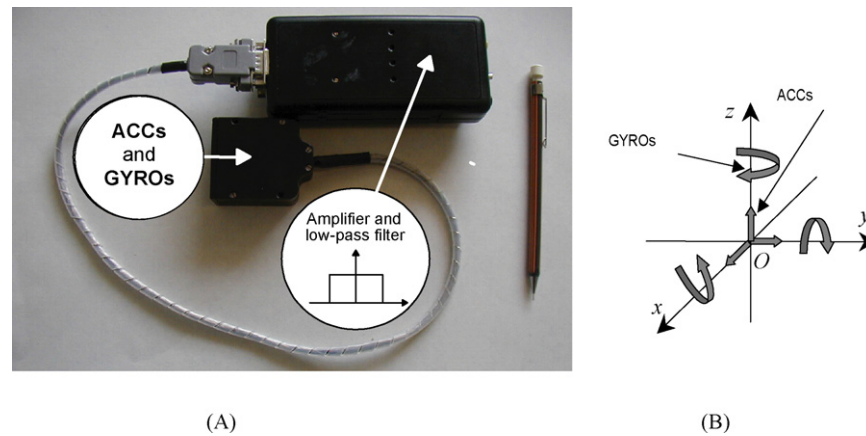 ACCs
and
GYROs
Amplifier and
low-pass filter
ACCs
z
GYROs
y
O
x
(A)
(B)